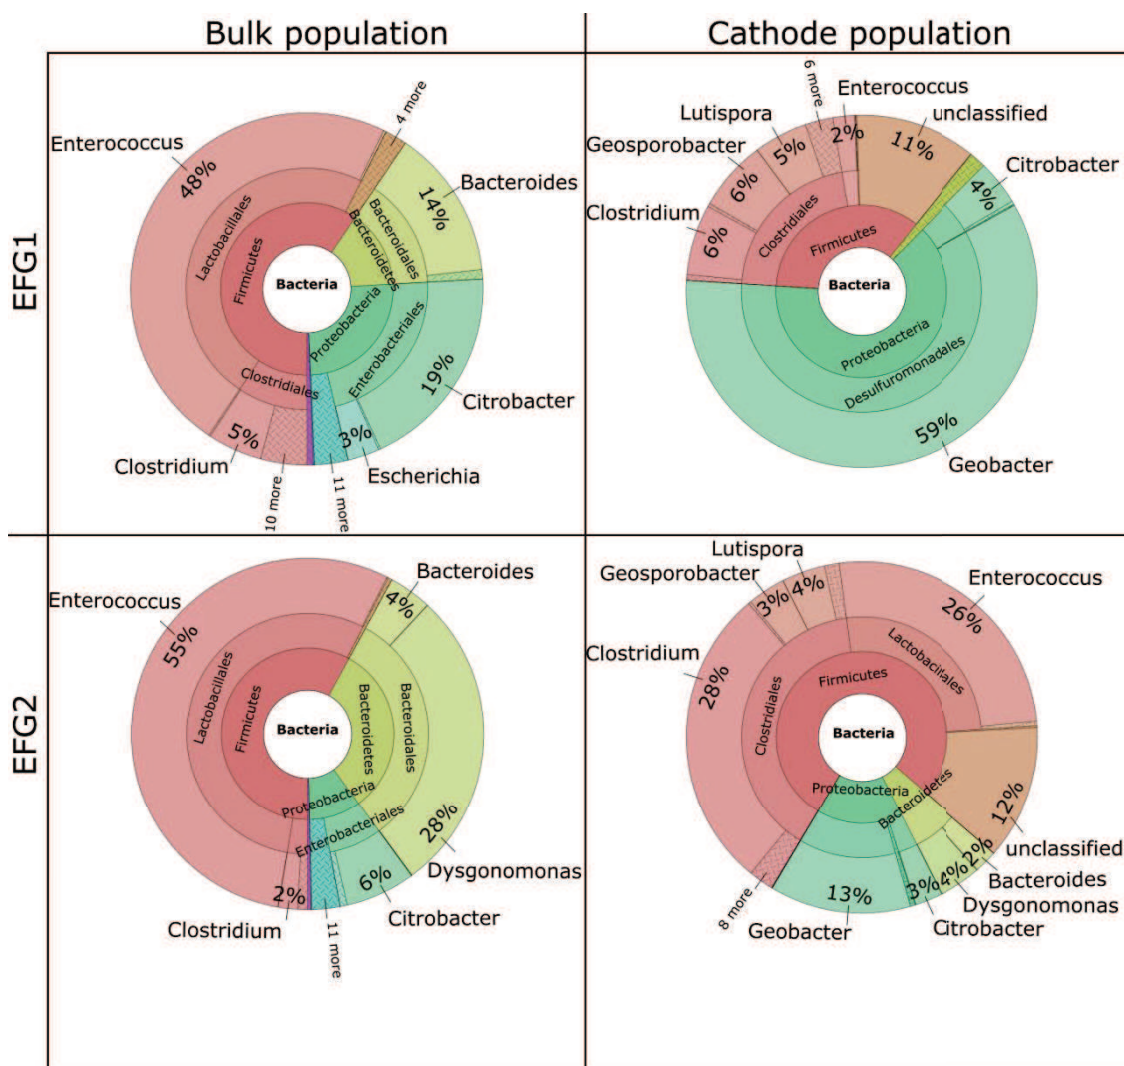 Bulk population
Cathode population
EFG1
Enterococcus
48%
4 more
Bacteroides
14%
Lactobacillales
Firmicutes
Bacteroidetes
Bacteroidales
Bacteria
Proteobacteria
Enterobacteriales
Clostridiales
19%
Citrobacter
5%
Clostridium
10 more
11 more
3%
Escherichia
6 more
Enterococcus
2%
Lutispora
5%
unclassified
11%
Geosporobacter
6%
Citrobacter
4%
Clostridium
6%
Clostridiales
Firmicutes
Bacteria
Proteobacteria
Desulfuromonadales
59%
Geobacter
EFG2
Enterococcus
55%
Bacteroides
4%
Lactobacillales
Firmicutes
Bacteroidetes
Bacteroidales
Bacteria
Proteobacteria
Enterobacteriales
28%
Dysgonomonas
2%
Clostridium
11 more
6%
Citrobacter
Lutispora
4%
Geosporobacter
3%
Enterococcus
26%
Clostridium
28%
Lactobacillales
Firmicutes
Clostridiales
Bacteria
Proteobacteria
Bacteroidetes
12%
unclassified
2%
Bacteroides
4%
Dysgonomonas
3%
Citrobacter
13%
Geobacter
8 more